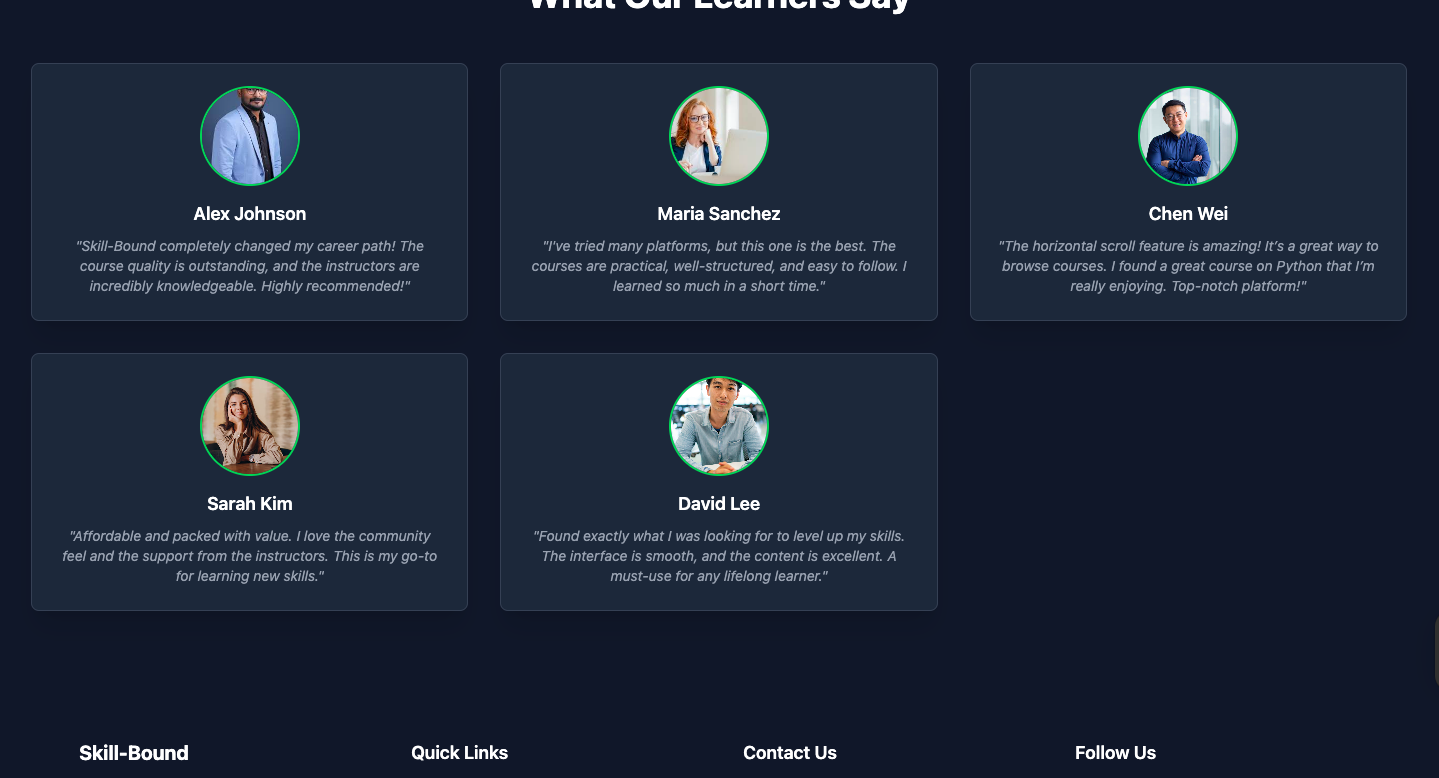 What Our Learners Say
Alex Johnson
"Skill-Bound completely changed my career path! The
course quality is outstanding, and the instructors are
incredibly knowledgeable. Highly recommended!"
Maria Sanchez
"I've tried many platforms, but this one is the best. The
courses are practical, well-structured, and easy to follow. I
learned so much in a short time."
Chen Wei
"The horizontal scroll feature is amazing! It’s a great way to
browse courses. I found a great course on Python that I’m
really enjoying. Top-notch platform!"
Sarah Kim
"Affordable and packed with value. I love the community
feel and the support from the instructors. This is my go-to
for learning new skills."
David Lee
"Found exactly what I was looking for to level up my skills.
The interface is smooth, and the content is excellent. A
must-use for any lifelong learner."
Skill-Bound
Quick Links
Contact Us
Follow Us